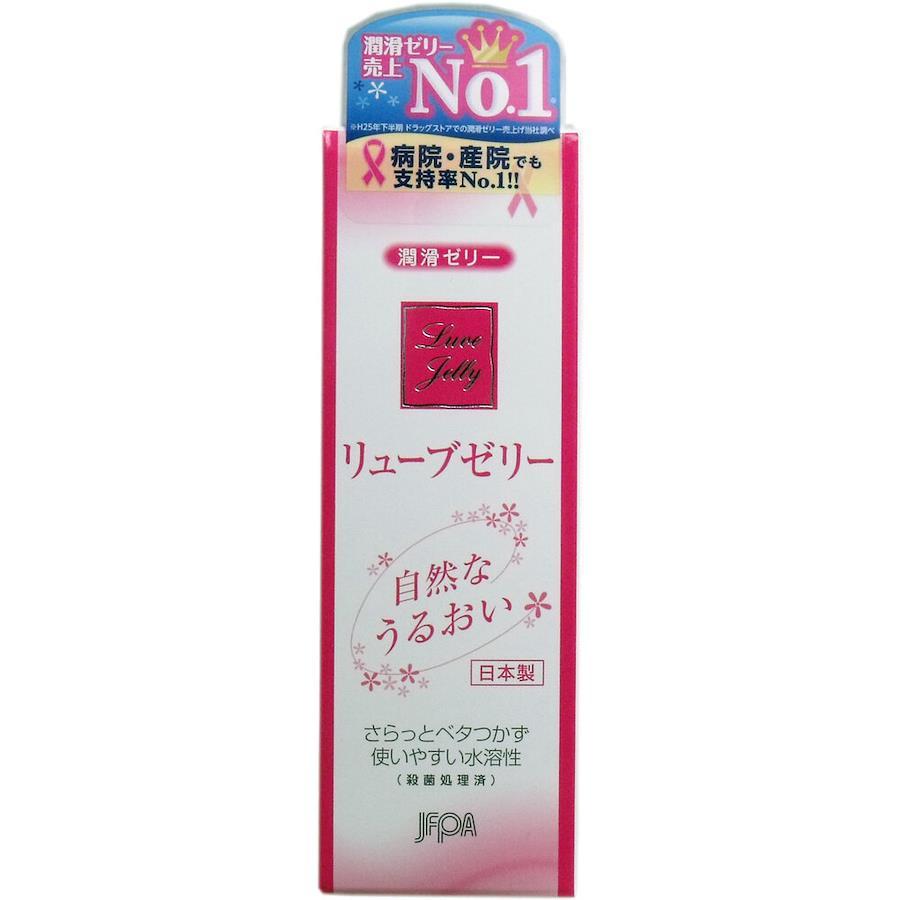 潤滑ゼリー
売上
No.1
※H25年下半期 ドラッグストアでの潤滑ゼリー売上げ当社調べ
病院・産院でも
支持率No.1!!
潤滑ゼリー
Luve
Jelly
リューブゼリー
自然な
うるおい
日本製
さらっとベタつかず
使いやすい水溶性
(殺菌処理済)
JFPA